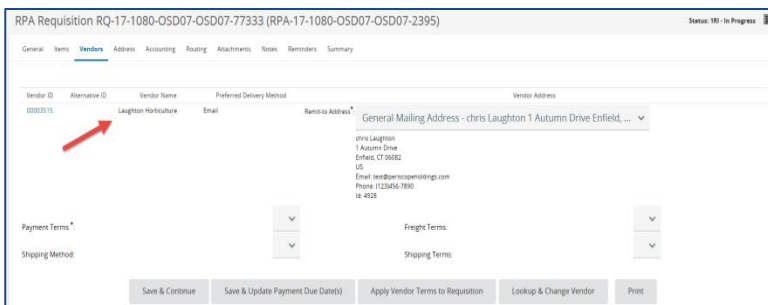 RPA Requisition RQ-17-1080-OSD07-OSD07-77333 (RPA-17-1080-OSD07-OSD07-2395)
Status: 1RI - In Progress
General Items Vendors Address Accounting Routing Attachments Notes Reminders Summary
Vendor ID Alternative ID Vendor Name Preferred Delivery Method Vendor Address
00003515 Laughton Horticulture Email Remit-to Address*: General Mailing Address - chris Laughton 1 Autumn Drive Enfield, ...
chris Laughton
1 Autumn Drive
Enfield, CT 06082
US
Email: test@periscopeholdings.com
Phone: (123)456-7890
Id: 4928
Payment Terms*: Freight Terms:
Shipping Method: Shipping Terms:
Save & Continue Save & Update Payment Due Date(s) Apply Vendor Terms to Requisition Lookup & Change Vendor Print